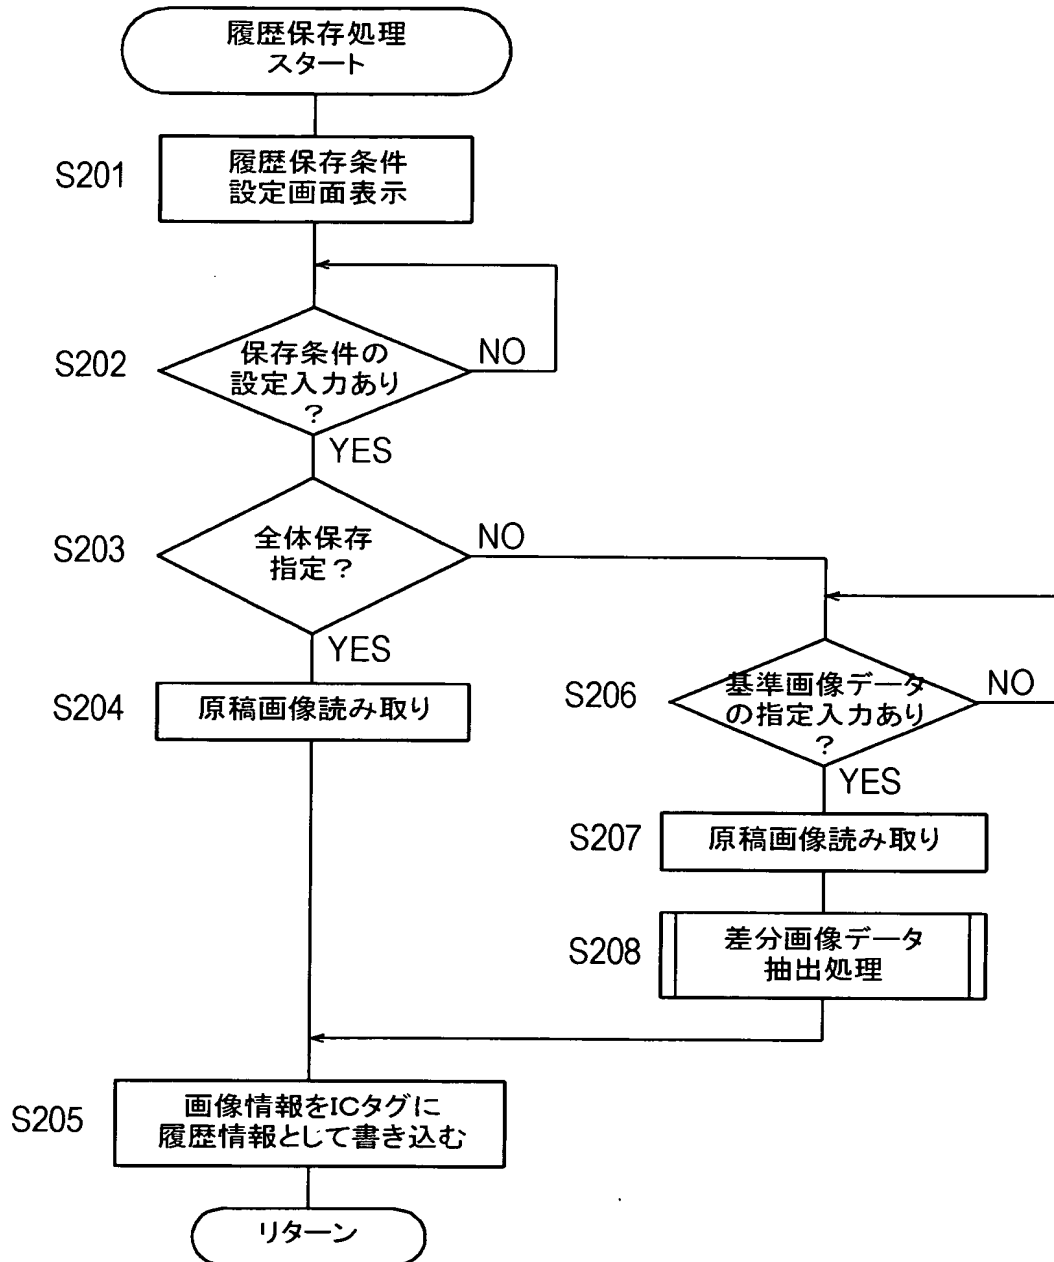 履歴保存処理
スタート
S201
履歴保存条件
設定画面表示
S202
保存条件の
設定入力あり
?
NO
YES
S203
全体保存
指定?
NO
YES
S204
原稿画像読み取り
S206
基準画像データ
の指定入力あり
?
NO
YES
S207
原稿画像読み取り
S208
差分画像データ
抽出処理
S205
画像情報をICタグに
履歴情報として書き込む
リターン